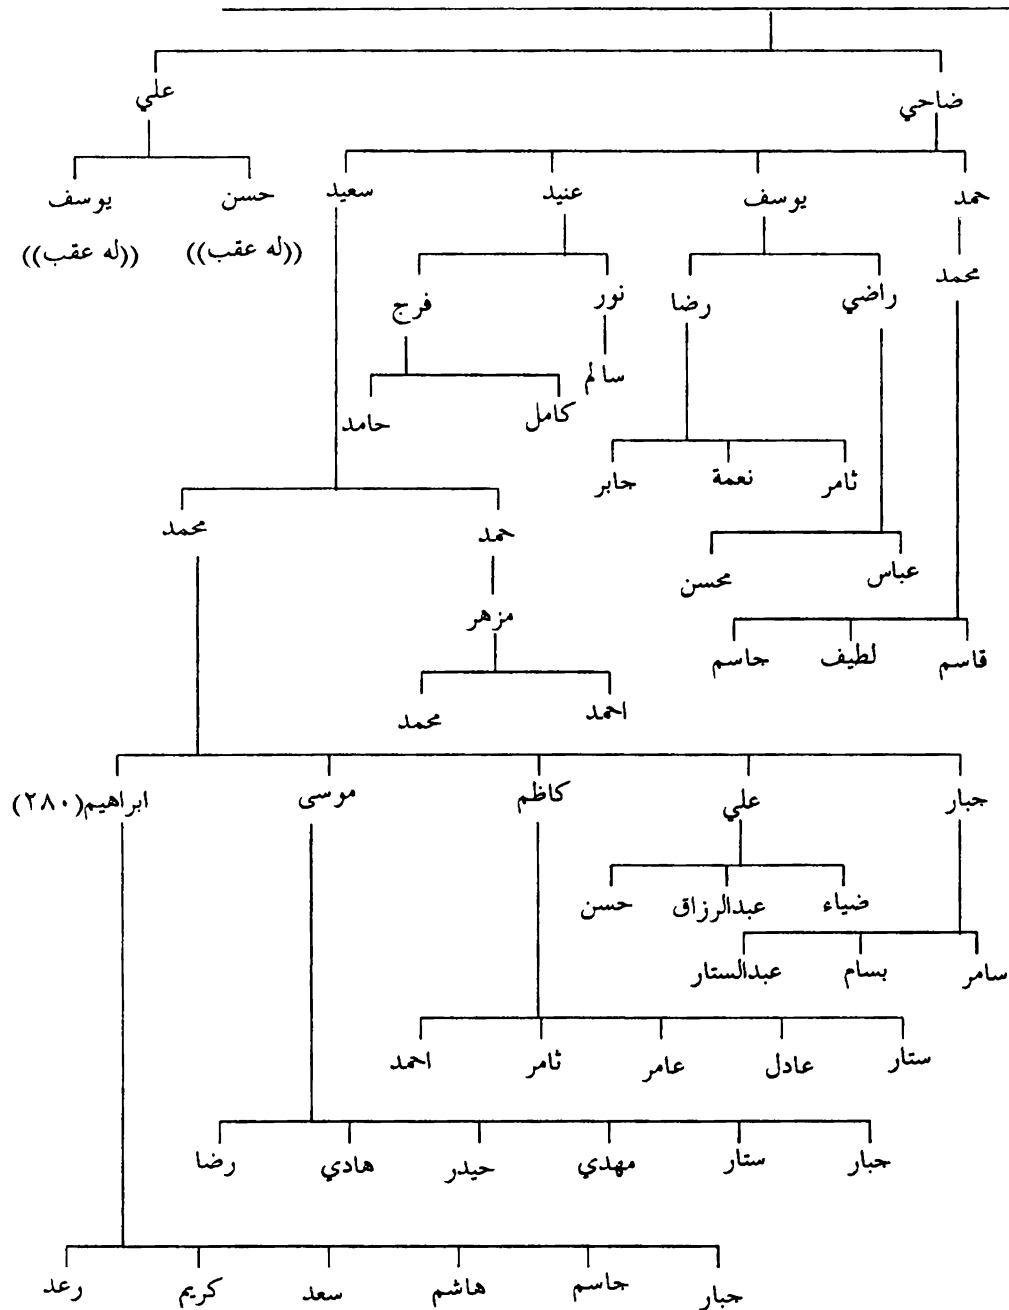 ضاحي علي
حمد يوسف عنيد سعيد حسن يوسف
((له عقب)) ((له عقب))
محمد راضي رضا نور فرج
سالم
كامل حامد
ثامر نعمة جابر
حمد محمد
عباس محسن
مزهر
قاسم لطيف جاسم
احمد محمد
جبار علي كاظم موسى ابراهيم(٢٨٠)
ضياء عبدالرزاق حسن
سامر بسام عبدالستار
ستار عادل عامر ثامر احمد
جبار ستار مهدي حيدر هادي رضا
جبار جاسم هاشم سعد كريم رعد